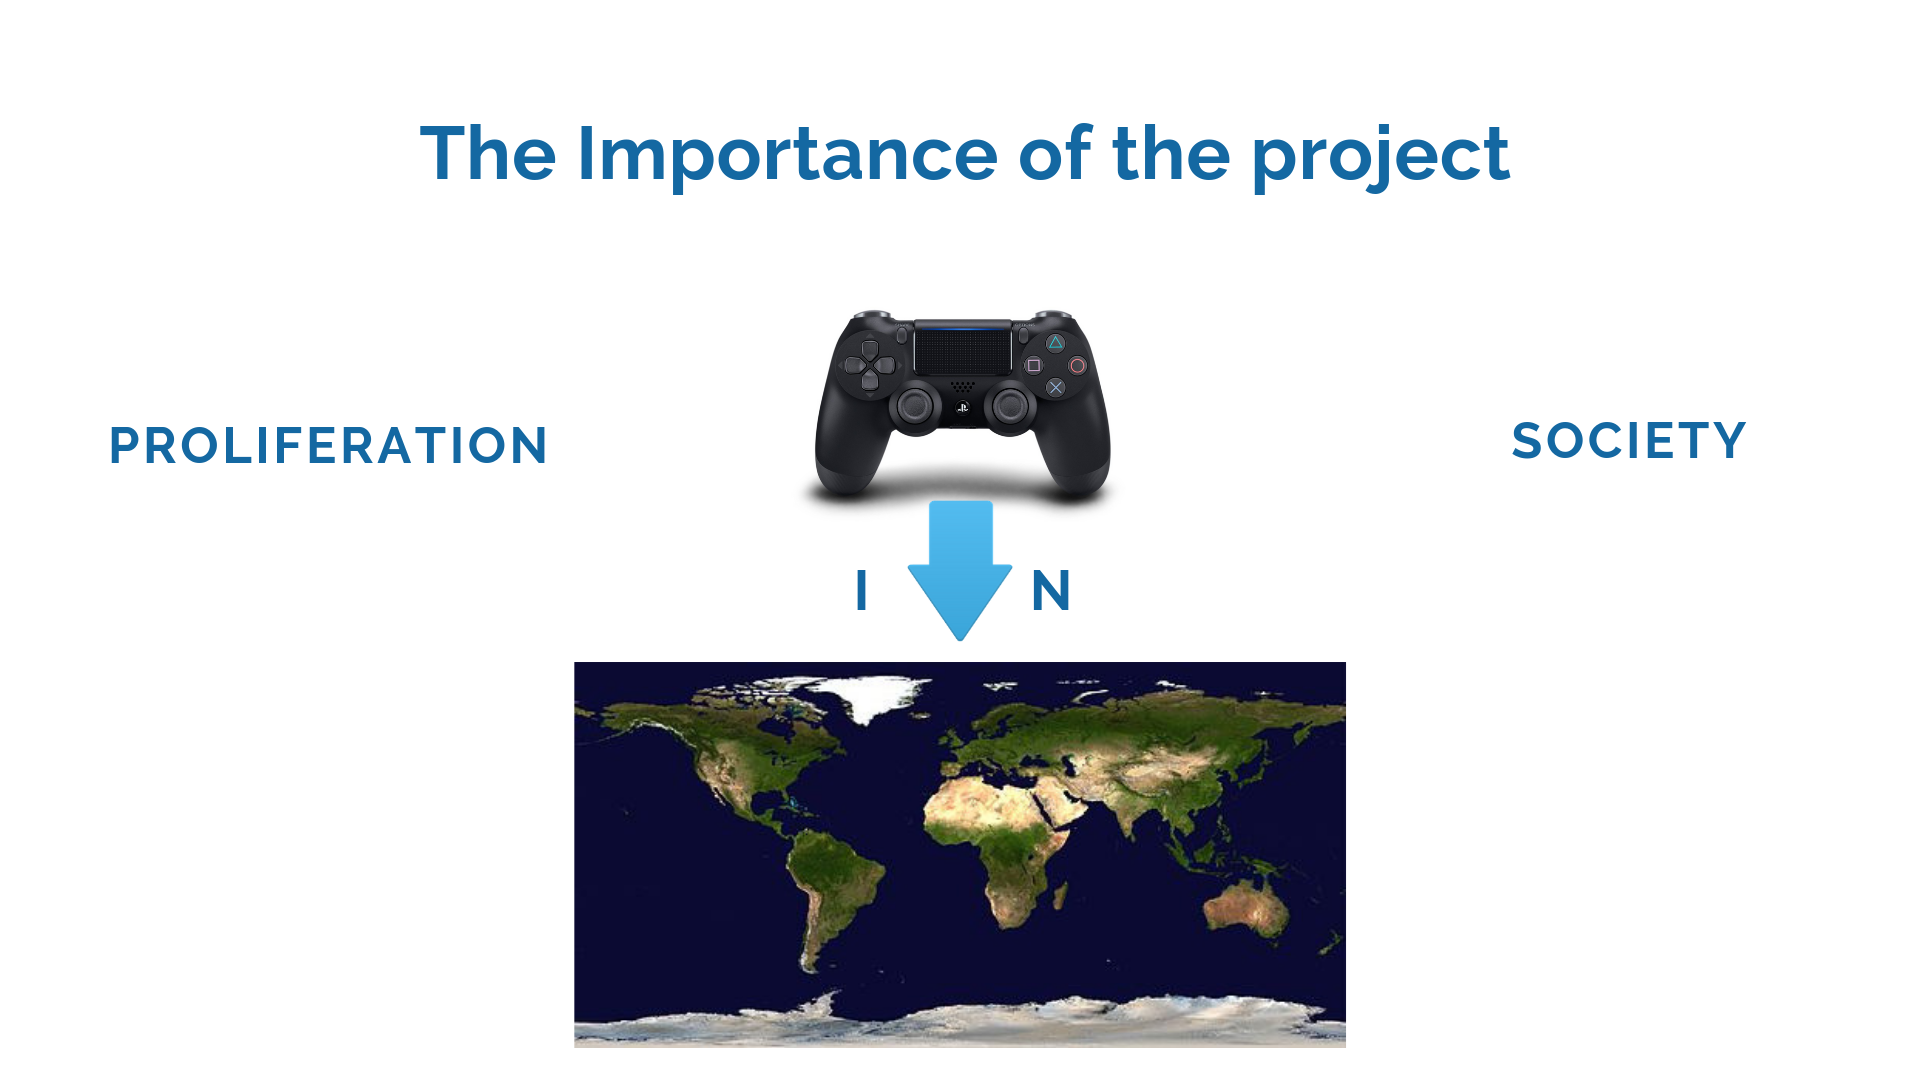 The Importance of the project
PROLIFERATION
SOCIETY
I N